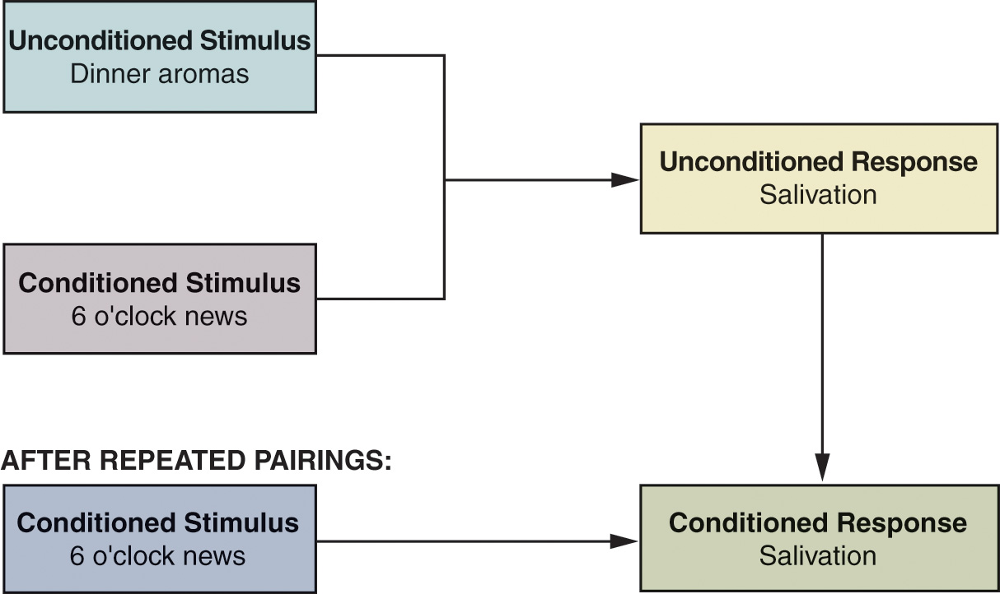 Unconditioned Stimulus
Dinner aromas
Unconditioned Response
Salivation
Conditioned Stimulus
6 o'clock news
AFTER REPEATED PAIRINGS:
Conditioned Stimulus
6 o'clock news
Conditioned Response
Salivation